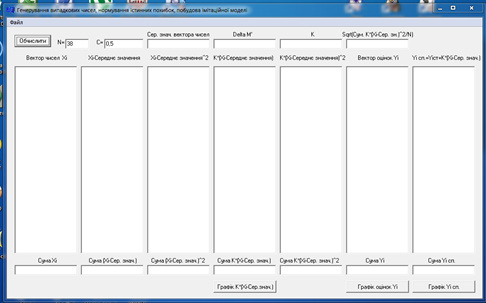 Генерування випадкових чисел, нормування істинних похибок, побудова імітаційної моделі
Файл
Обчислити N= 38 C= 0,5 Сер. знач. вектора чисел Delta M' K Sqrt(Сум. K*(Xi-Сер. зн.)^2/N)
Вектор чисел Xi Xi-Середнє значення Xi-Середнє значення^2 K*(Xi-Середнє значення) K*(Xi-Середнє значення)^2 Вектор оцінок Yi Yi сп.=Yіст+K*(Xi-Сер. знач.)
Сума Xi Сума (Xi-Сер. знач.) Сума (Xi-Сер. знач.)^2 Сума K*(Xi-Сер. знач.) Сума K*(Xi-Сер. знач.)^2 Сума Yi Сума Yi сп.
Графік K*(Xi-Сер.знач.) Графік оцінок Yi Графік Yi сп.